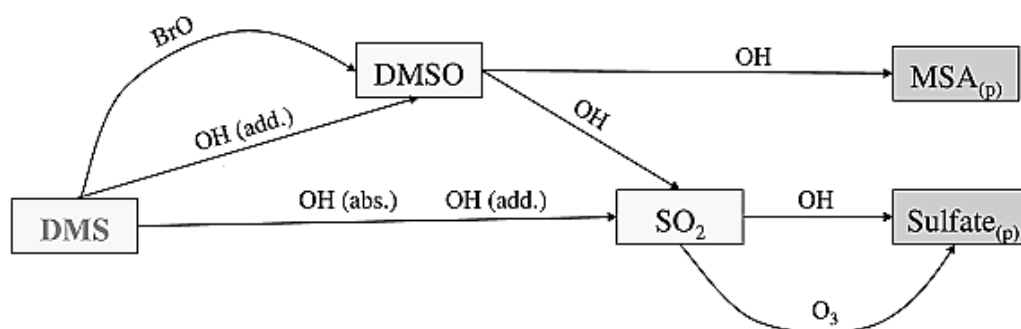 BrO
DMSO
OH
MSA(p)
OH (add.)
OH
DMS
OH (abs.)
OH (add.)
SO₂
OH
Sulfate(p)
O₃